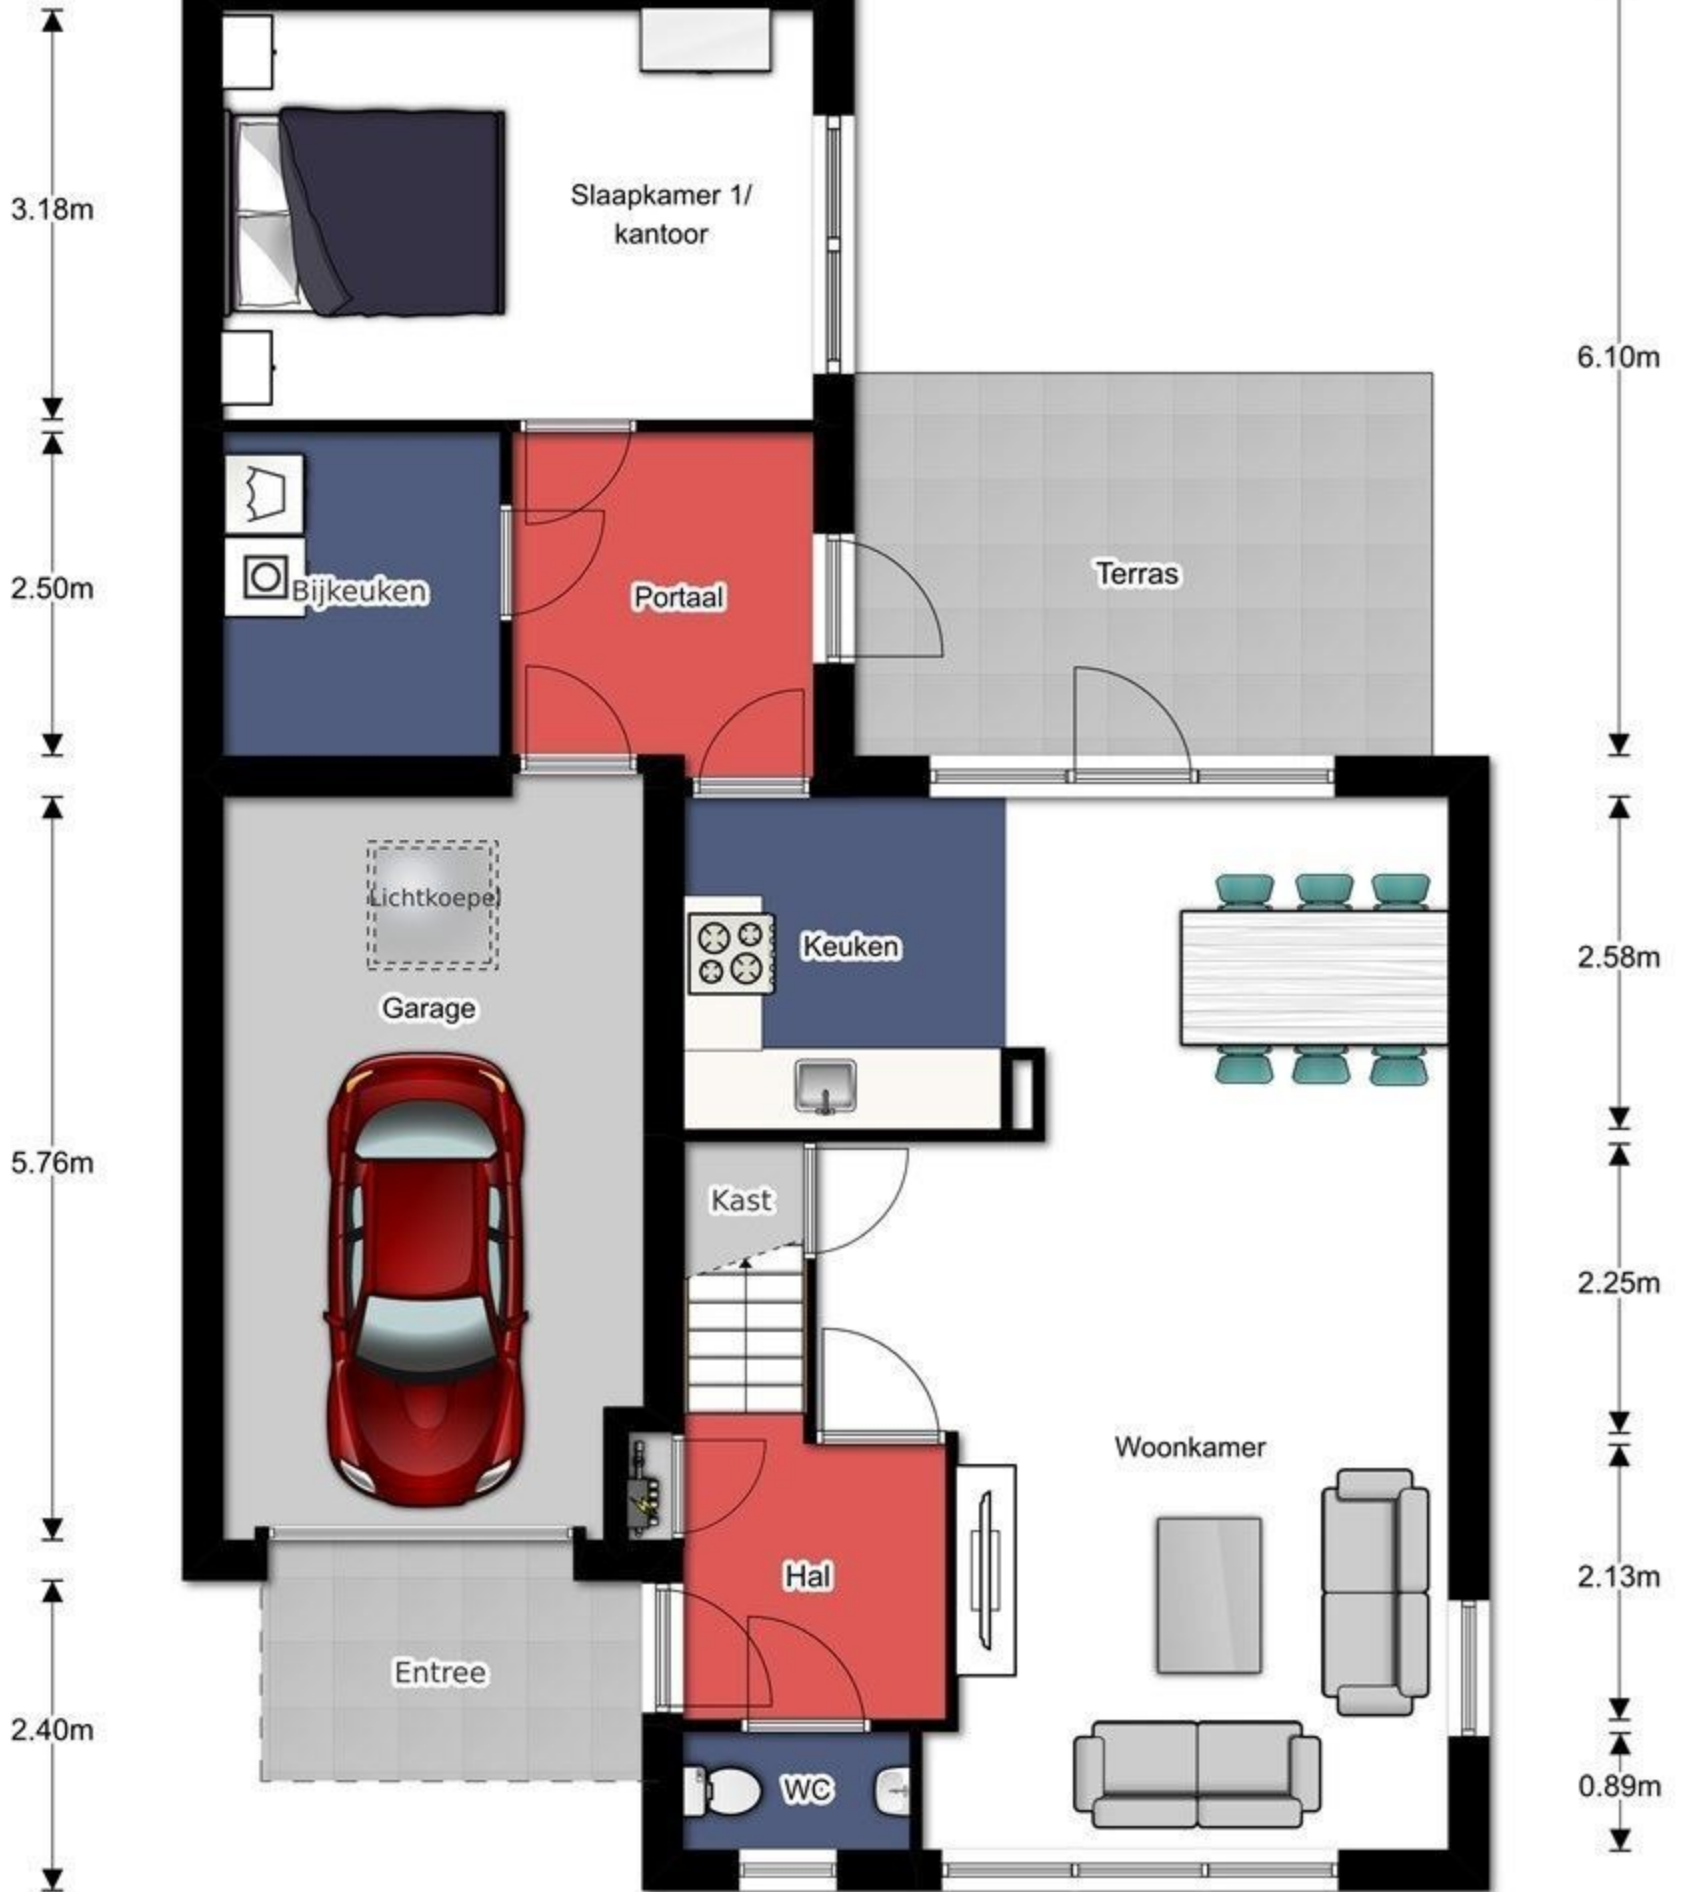 3.18m
Slaapkamer 1/
kantoor
6.10m
2.50m
Bijkeuken
Portaal
Terras
Lichtkoepel
Keuken
2.58m
Garage
5.76m
Kast
2.25m
Woonkamer
Hal
2.13m
Entree
2.40m
WC
0.89m